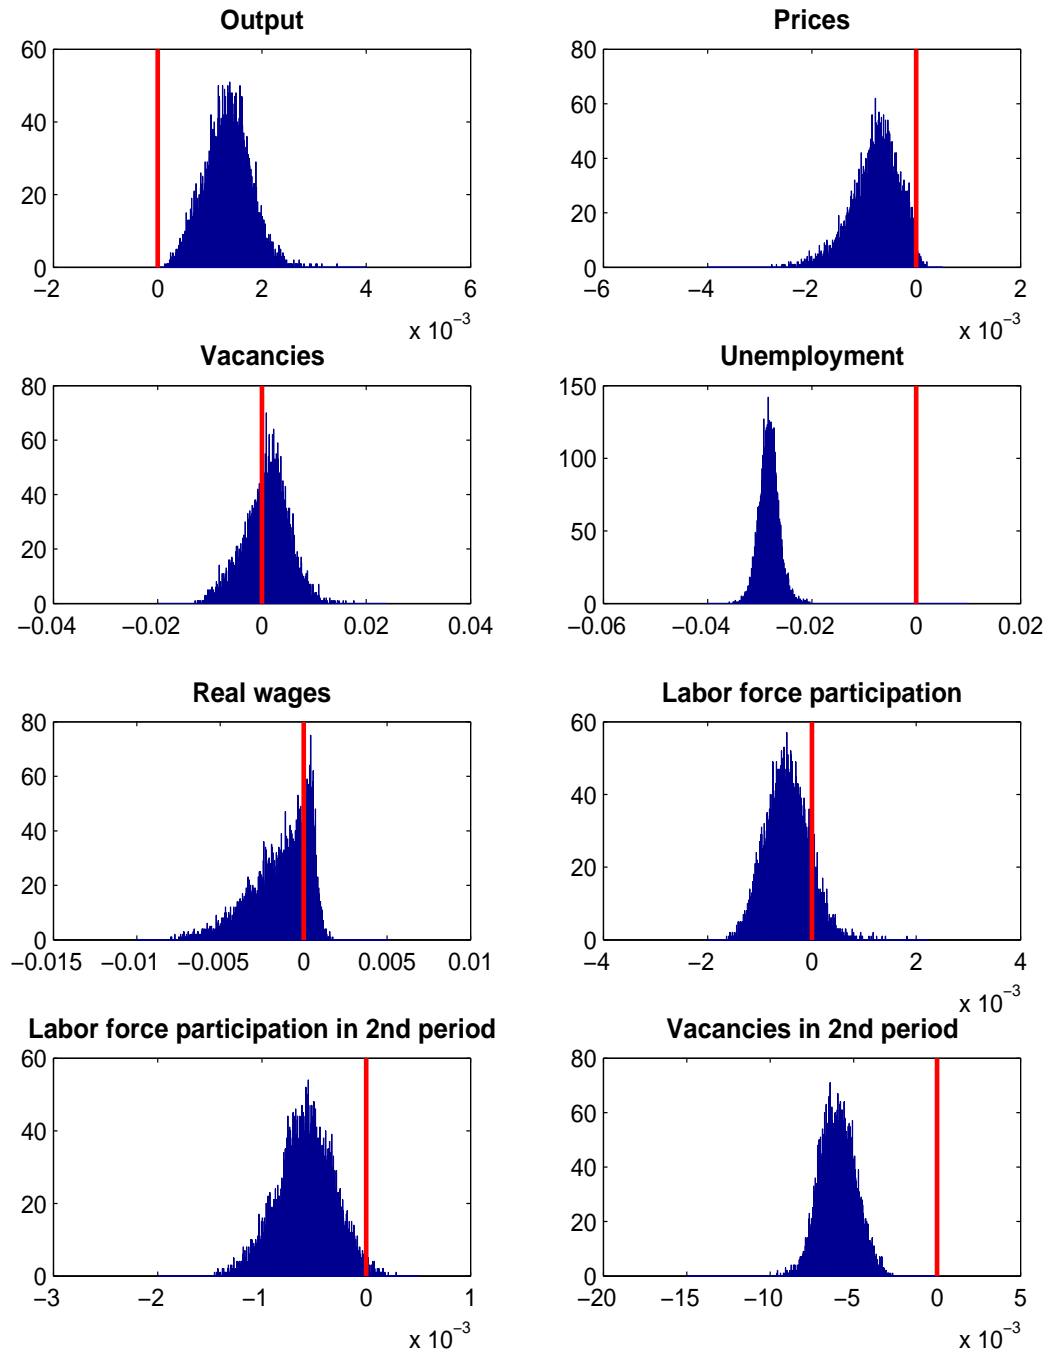 Output
60
40
20
0
−2 0 2 4 6
x 10−3
Prices
80
60
40
20
0
−6 −4 −2 0 2
x 10−3
Vacancies
80
60
40
20
0
−0.04 −0.02 0 0.02 0.04
Unemployment
150
100
50
0
−0.06 −0.04 −0.02 0 0.02
Real wages
80
60
40
20
0
−0.015 −0.01 −0.005 0 0.005 0.01
Labor force participation
60
40
20
0
−4 −2 0 2 4
x 10−3
Labor force participation in 2nd period
60
40
20
0
−3 −2 −1 0 1
x 10−3
Vacancies in 2nd period
80
60
40
20
0
−20 −15 −10 −5 0 5
x 10−3